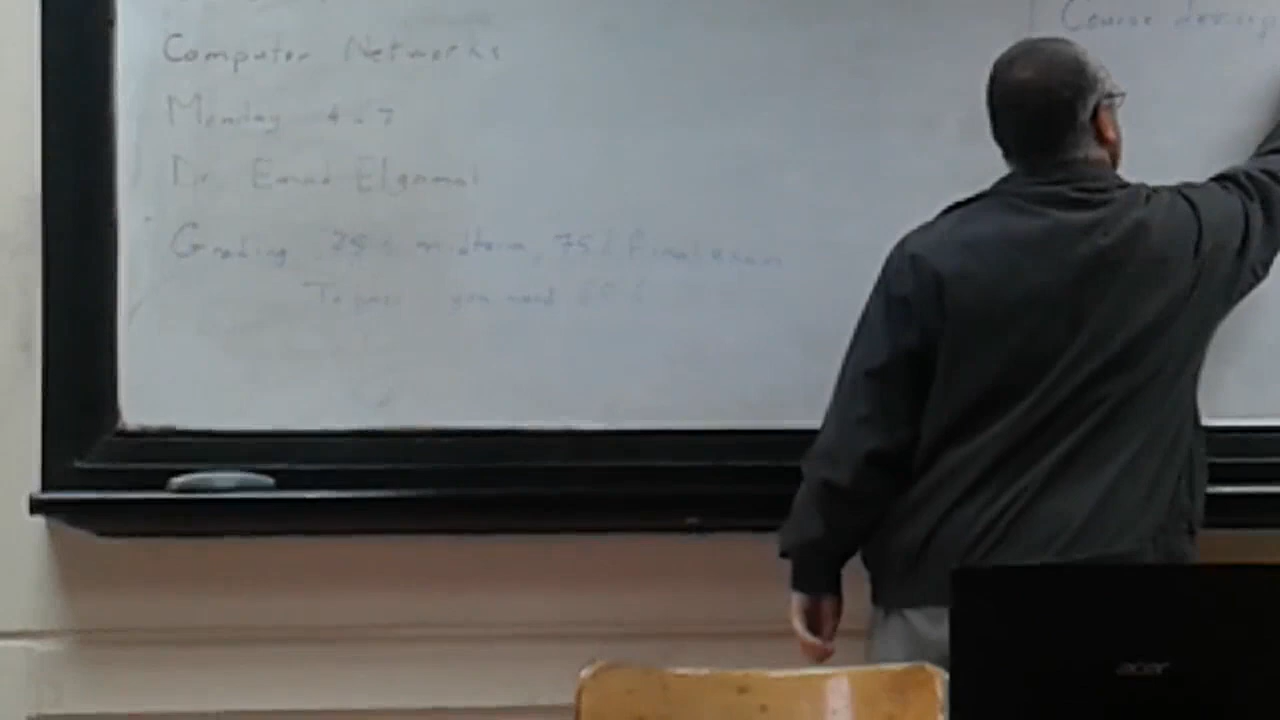 Computer Networks
Monday 4 - 7
Dr. Emad Elgamal
Grading 25% midterm, 75% final exam
To pass you need
Course descrip
acer